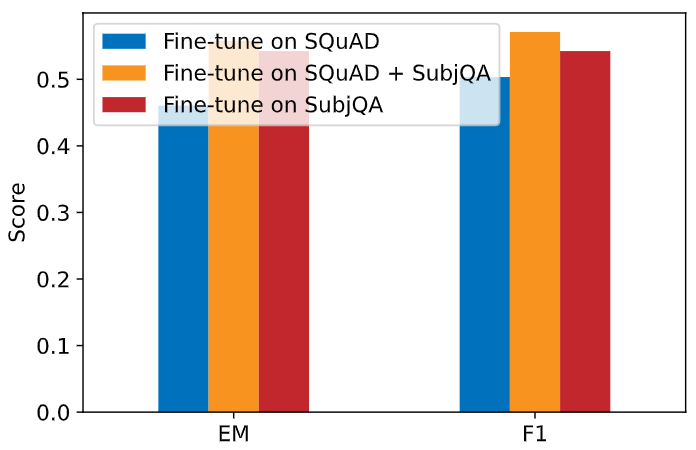 Fine-tune on SQuAD
Fine-tune on SQuAD + SubjQA
Fine-tune on SubjQA
Score
0.5
0.4
0.3
0.2
0.1
0.0
EM
F1